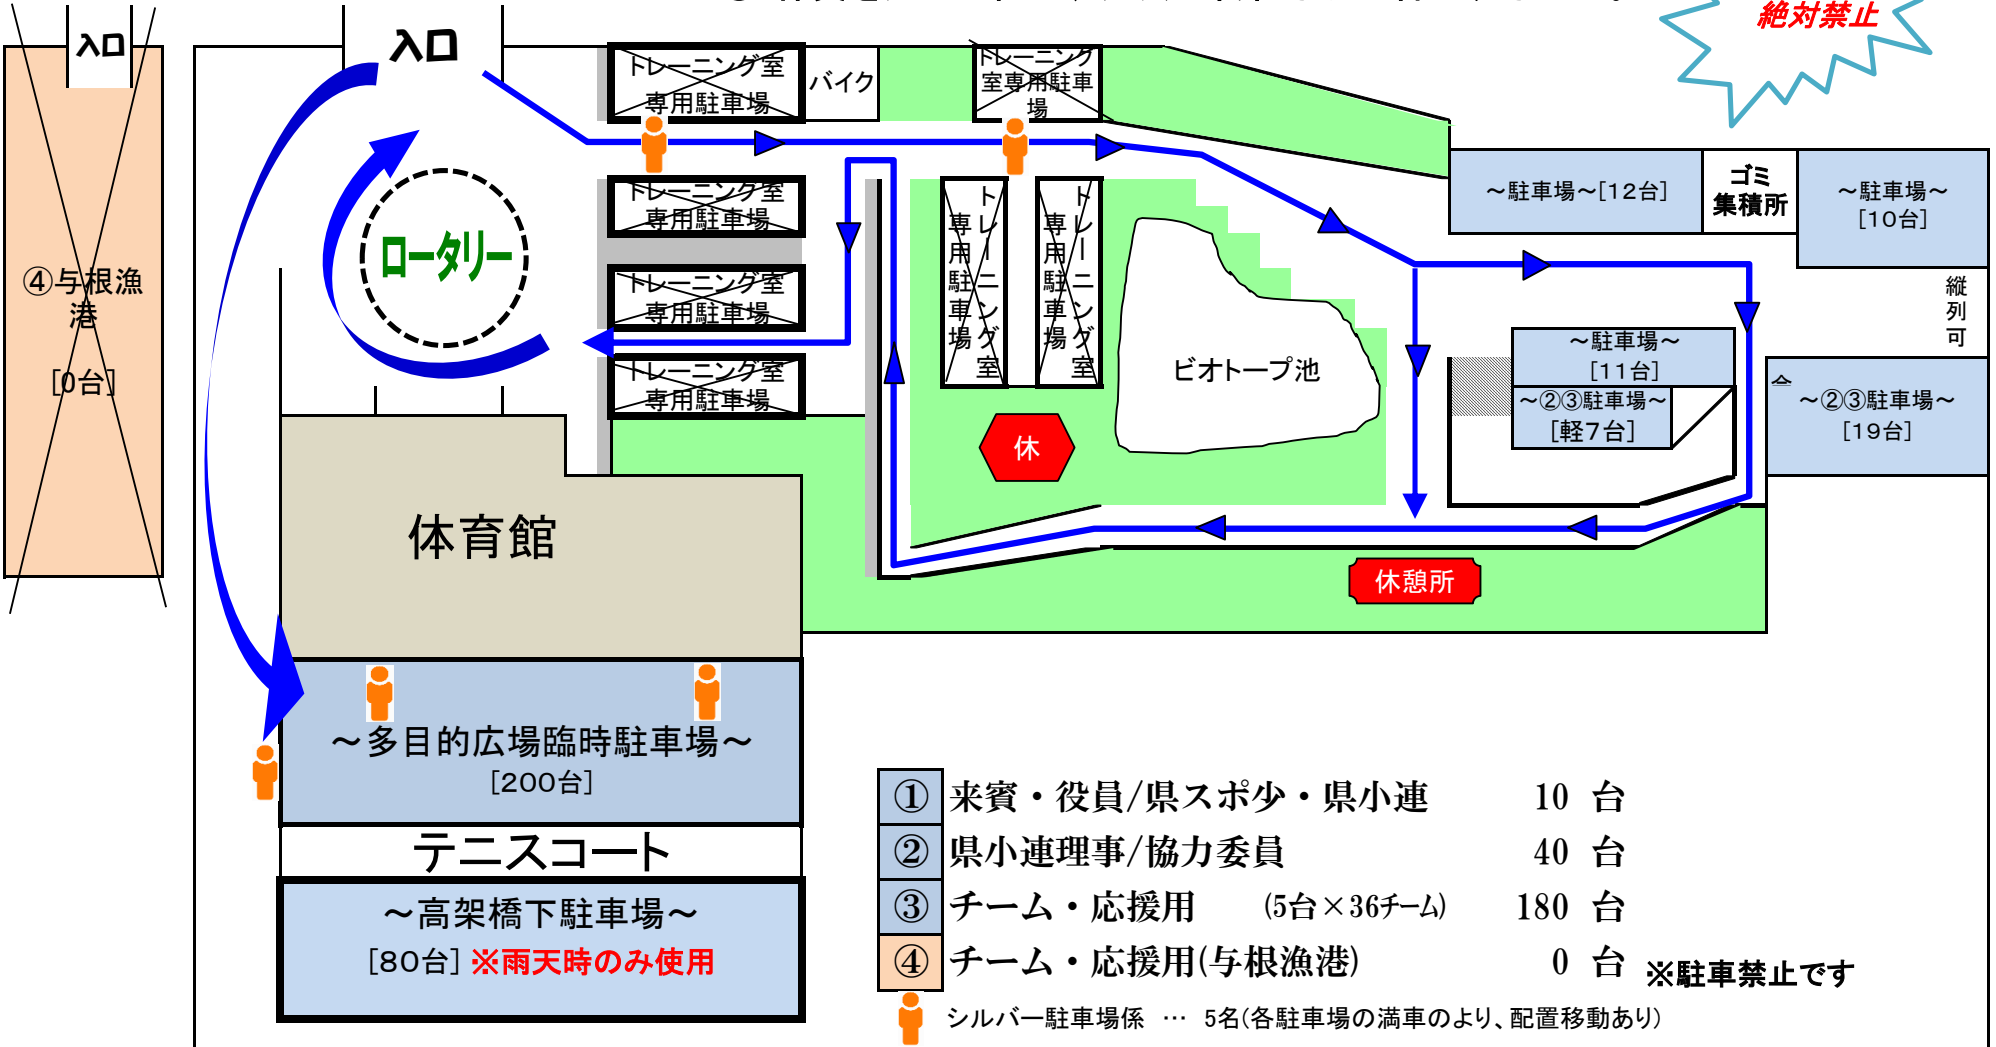 絶対禁止
入口
入口
トレーニング室
専用駐車場
バイク
トレーニング
室専用駐車
場
～駐車場～[12台]
ゴミ
集積所
～駐車場～
[10台]
縦列可
トレーニング室
専用駐車場
トレーニング室
専用駐車場
トレーニング室
専用駐車場
ロータリー
④与根漁
港
[0台]
トレーニング室
専用駐車場
トレーニング室
専用駐車場
ビオトープ池
～駐車場～
[11台]
～②③駐車場～
[軽7台]
～②③駐車場～
[19台]
休
休憩所
体育館
～多目的広場臨時駐車場～
[200台]
テニスコート
～高架橋下駐車場～
[80台] ※雨天時のみ使用
① 来賓・役員/県スポ少・県小連 10 台
② 県小連理事/協力委員 40 台
③ チーム・応援用 (5台×36チーム) 180 台
④ チーム・応援用(与根漁港) 0 台 ※駐車禁止です
シルバー駐車場係 … 5名(各駐車場の満車のより、配置移動あり)